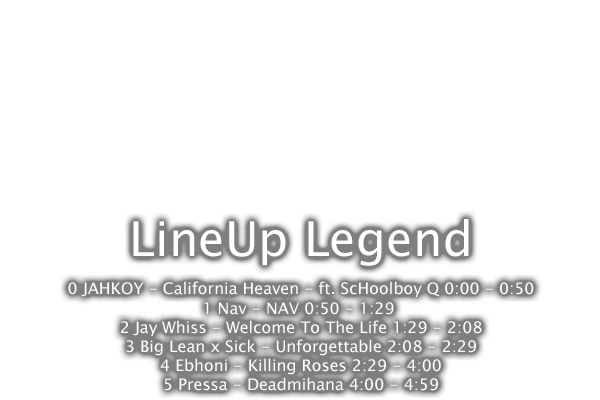 LineUp Legend
0 JAHKOY - California Heaven - ft. ScHoolboy Q 0:00 - 0:50
1 Nav - NAV 0:50 - 1:29
2 Jay Whiss - Welcome To The Life 1:29 - 2:08
3 Big Lean x Sick - Unforgettable 2:08 - 2:29
4 Ebhoni - Killing Roses 2:29 - 4:00
5 Pressa - Deadmihana 4:00 - 4:59